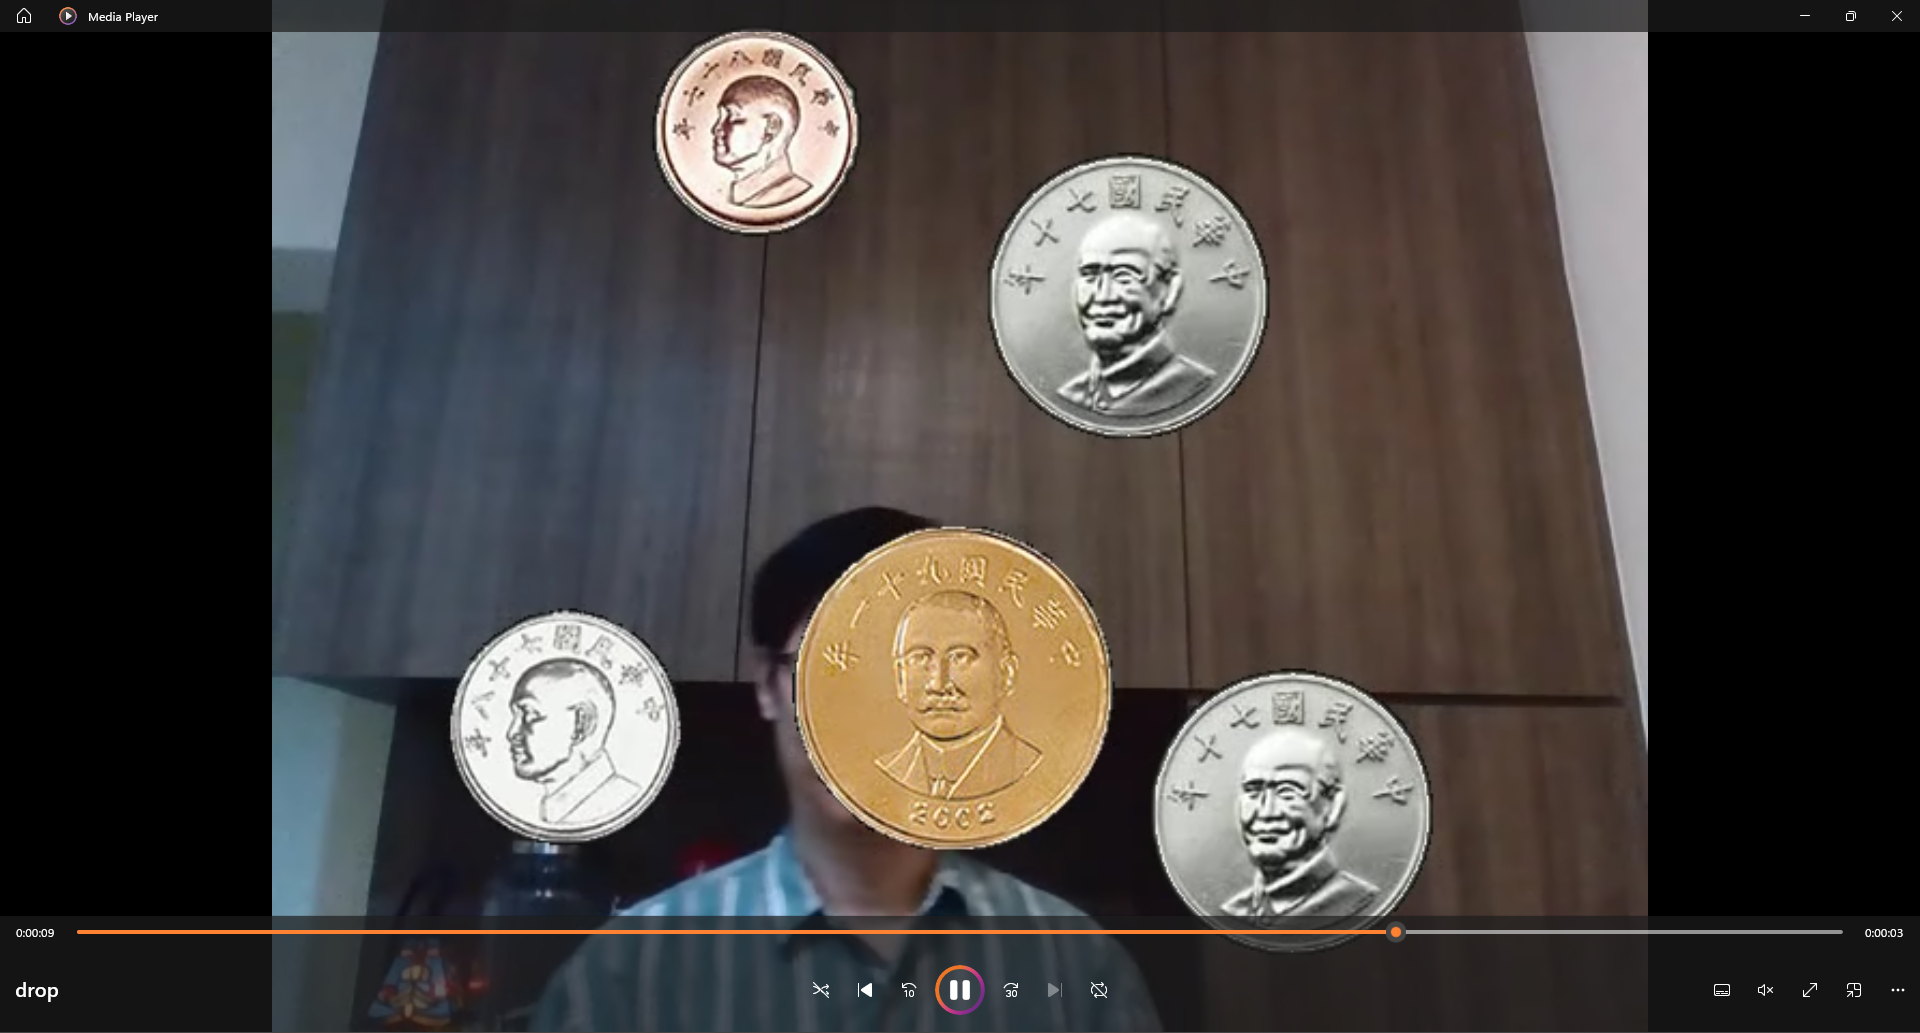 Media Player
中華民國八十六年
中華民國七十年
中華民國九十一年
2002
中華民國七十八年
中華民國七十年
0:00:09
0:00:03
drop
10
30